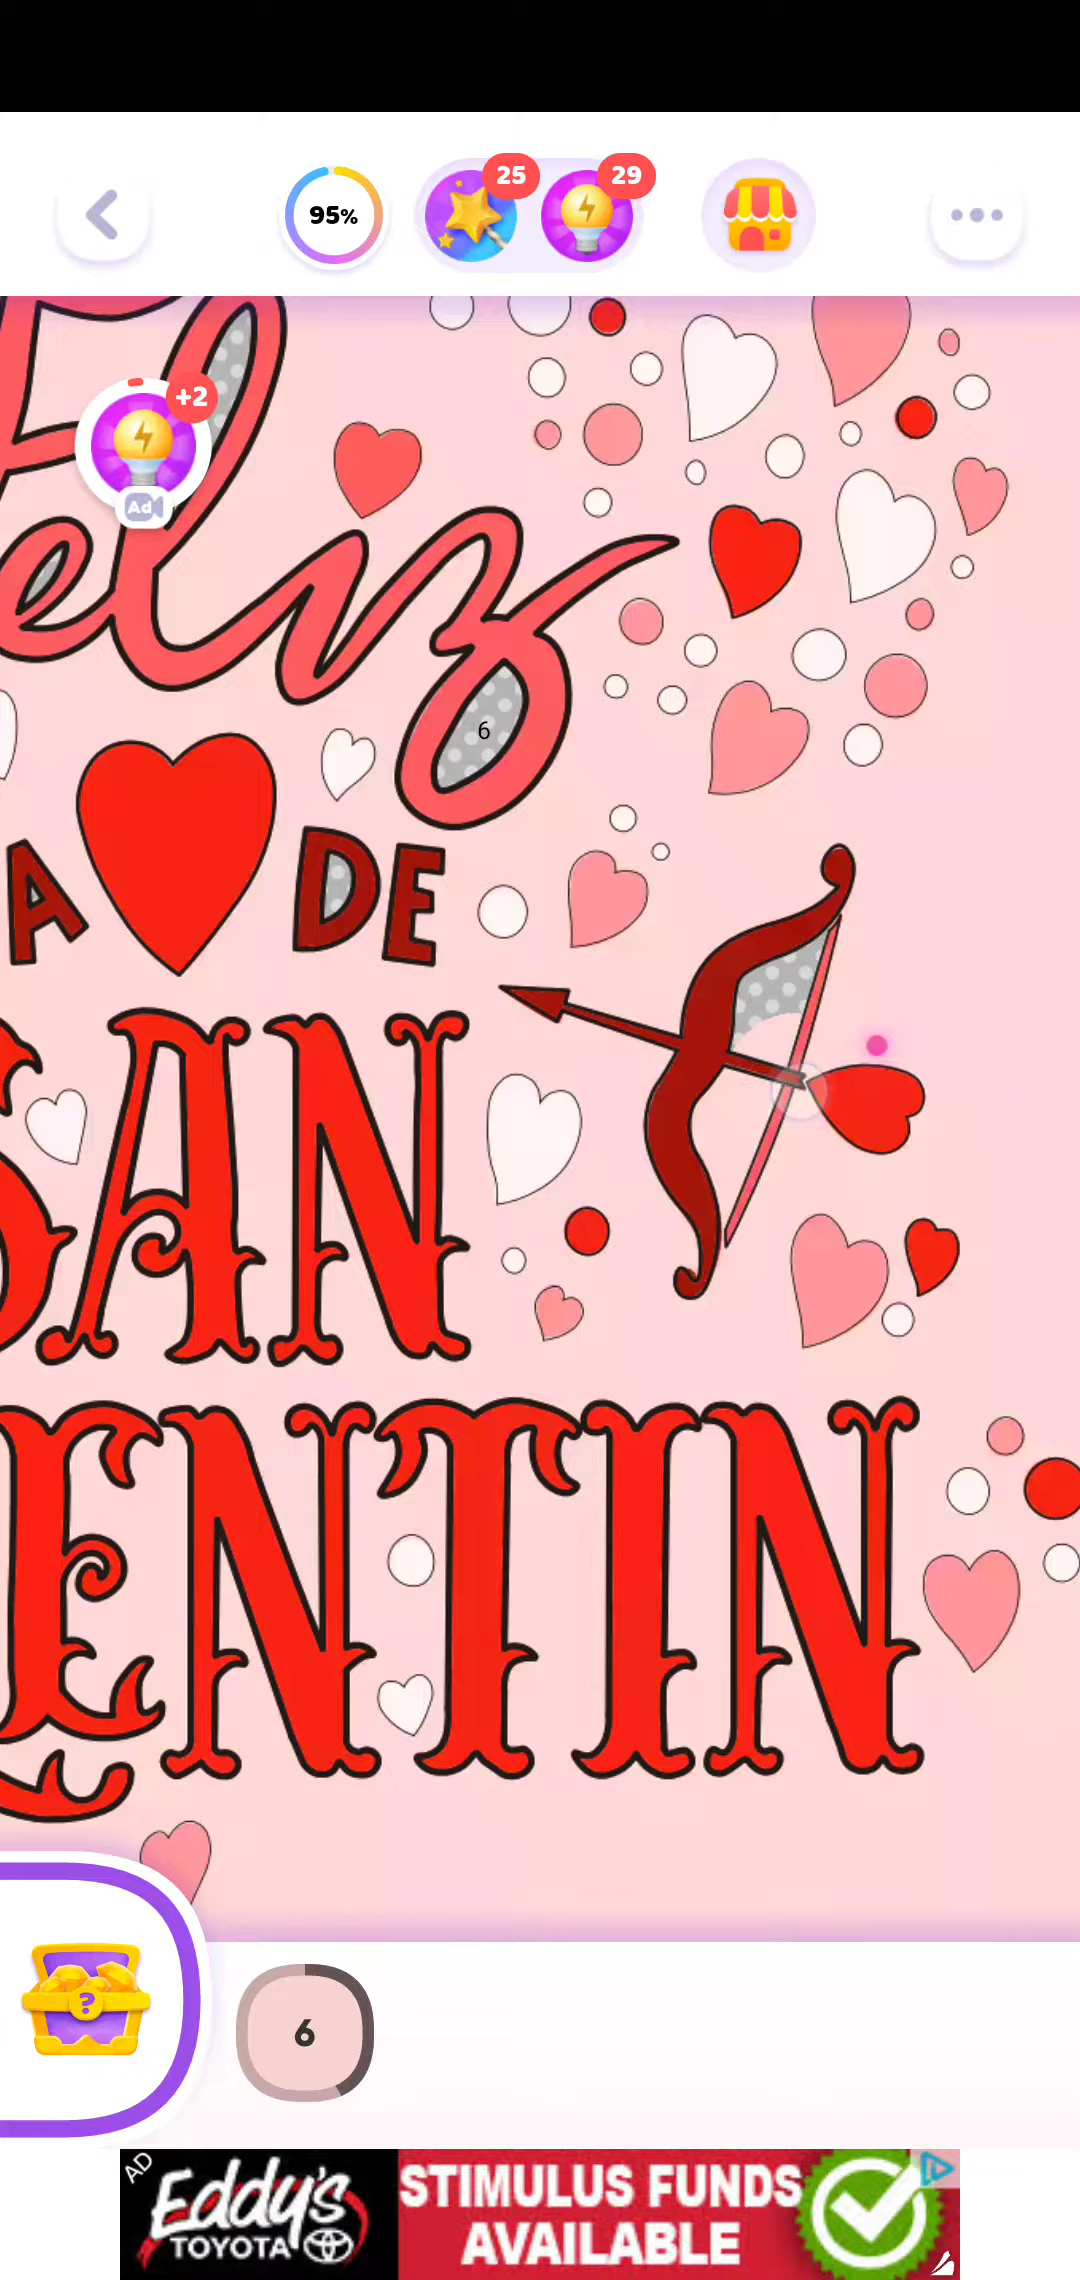 25
29
95%
+2
Ad
eliz
6
A DE
SAN
ENTIN
?
6
AD
Eddy's
TOYOTA
STIMULUS FUNDS
AVAILABLE